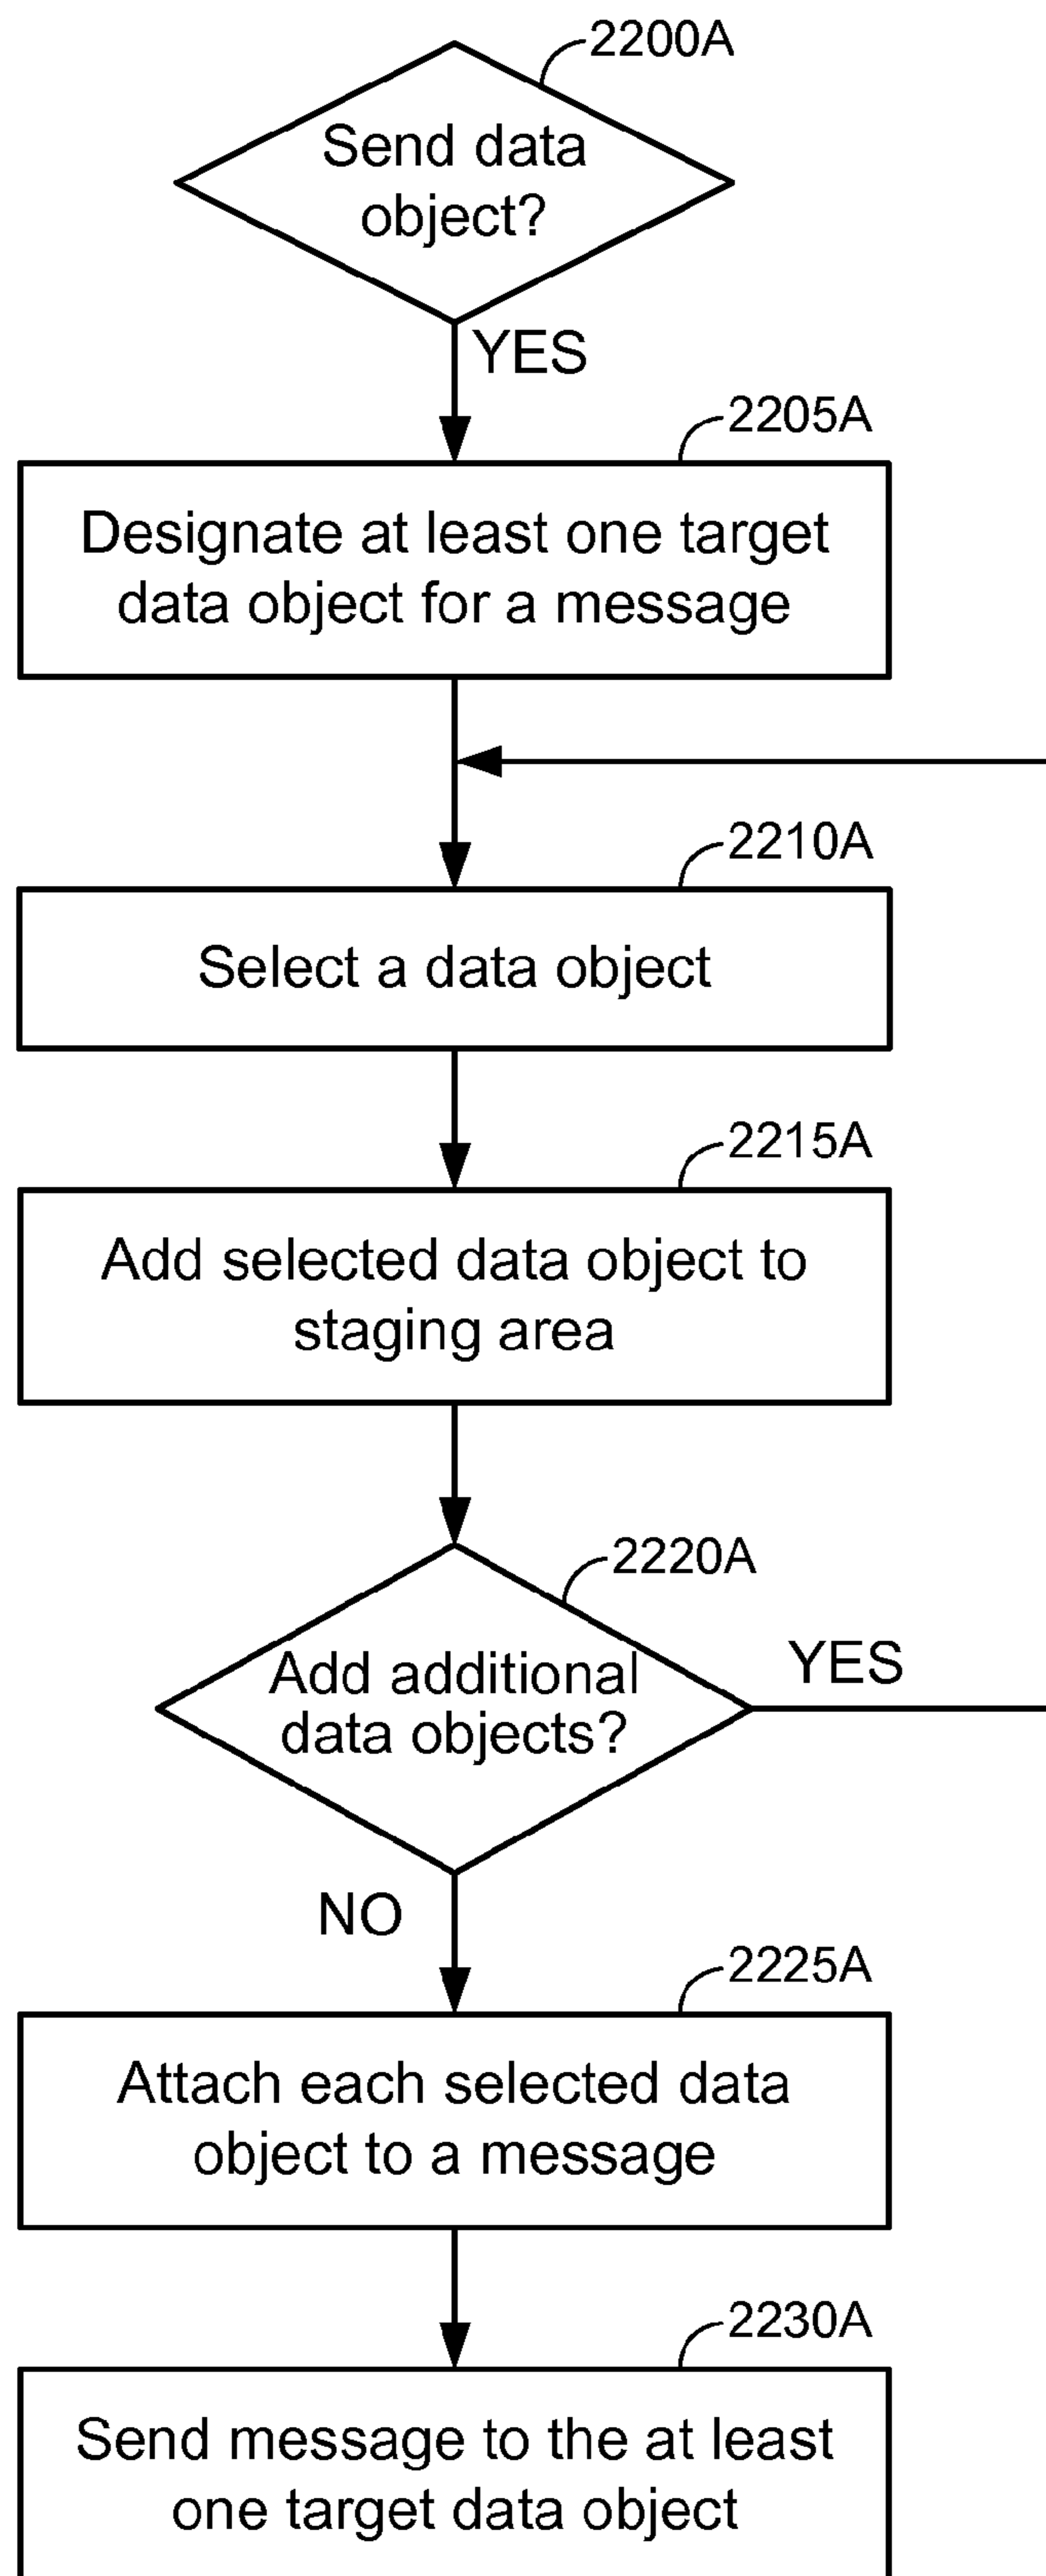 2200A
Send data
object?
YES
2205A
Designate at least one target
data object for a message
2210A
Select a data object
2215A
Add selected data object to
staging area
2220A
Add additional
data objects?
YES
NO
2225A
Attach each selected data
object to a message
2230A
Send message to the at least
one target data object